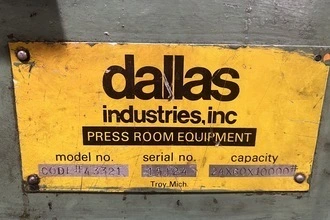 dallas
industries, inc
PRESS ROOM EQUIPMENT
model no. serial no. capacity
Troy, Mich.